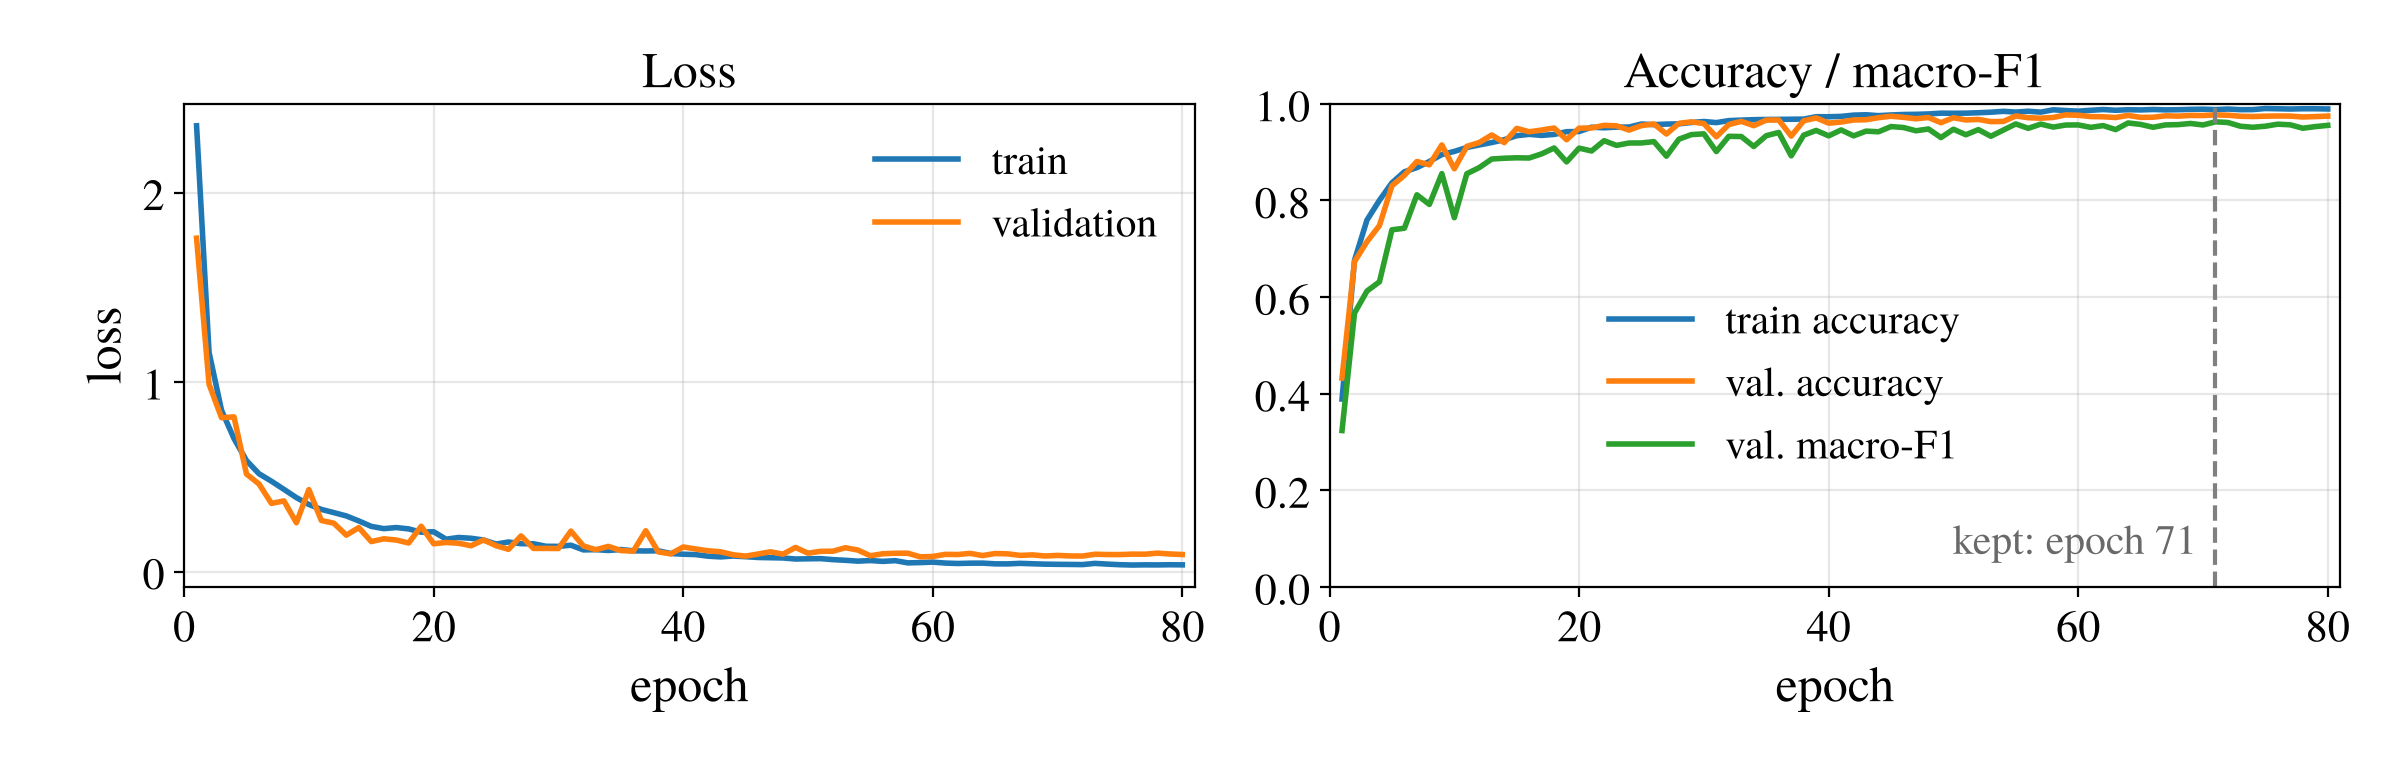 Loss
2
1
0
loss
0 20 40 60 80
epoch
train
validation
Accuracy / macro-F1
1.0
0.8
0.6
0.4
0.2
0.0
train accuracy
val. accuracy
val. macro-F1
kept: epoch 71
0 20 40 60 80
epoch